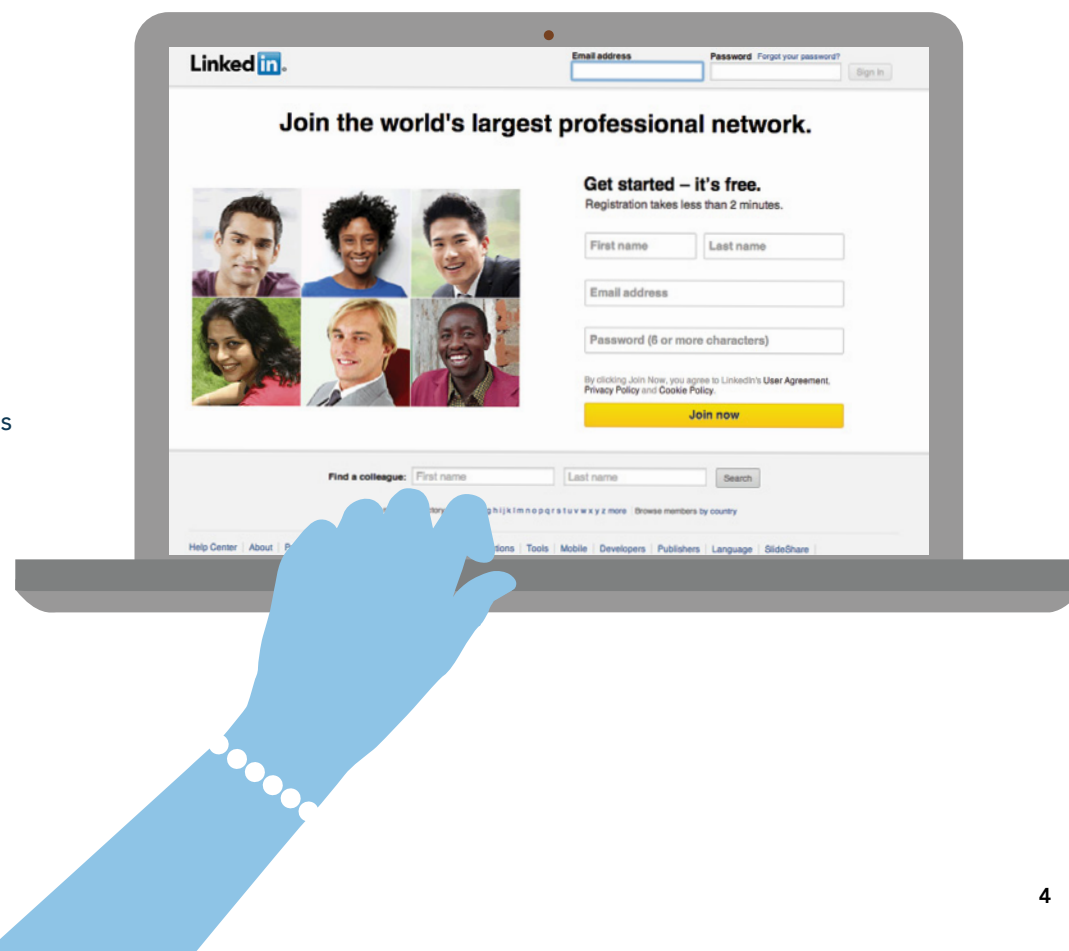 Linked in.
Email address
Password Forgot your password?
Sign In
Join the world's largest professional network.
Get started – it's free.
Registration takes less than 2 minutes.
First name
Last name
Email address
Password (6 or more characters)
By clicking Join Now, you agree to LinkedIn's User Agreement,
Privacy Policy and Cookie Policy.
Join now
s
Find a colleague: First name Last name Search
g h i j k l m n o p q r s t u v w x y z more Browse members by country
Help Center | About | Tools | Mobile | Developers | Publishers | Language | SlideShare |
4